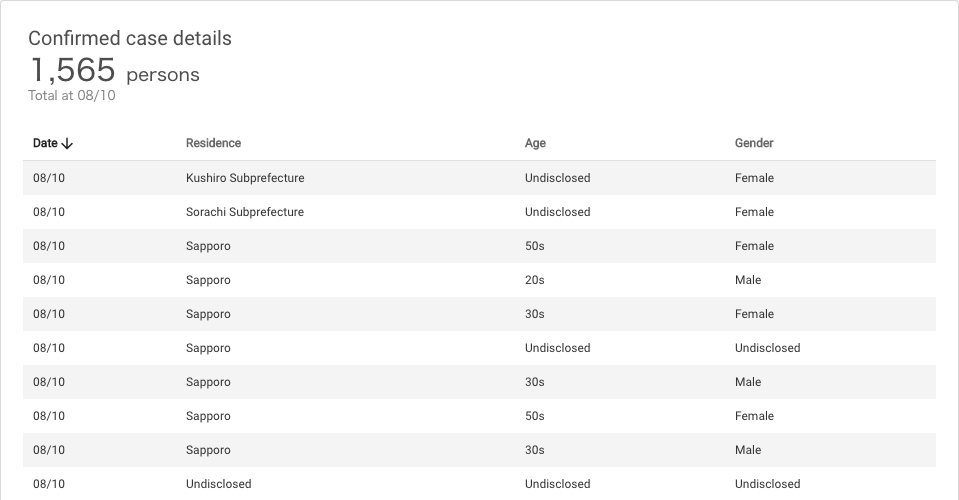 Confirmed case details
1,565 persons
Total at 08/10
Date Residence Age Gender
08/10 Kushiro Subprefecture Undisclosed Female
08/10 Sorachi Subprefecture Undisclosed Female
08/10 Sapporo 50s Female
08/10 Sapporo 20s Male
08/10 Sapporo 30s Female
08/10 Sapporo Undisclosed Undisclosed
08/10 Sapporo 30s Male
08/10 Sapporo 50s Female
08/10 Sapporo 30s Male
08/10 Undisclosed Undisclosed Undisclosed